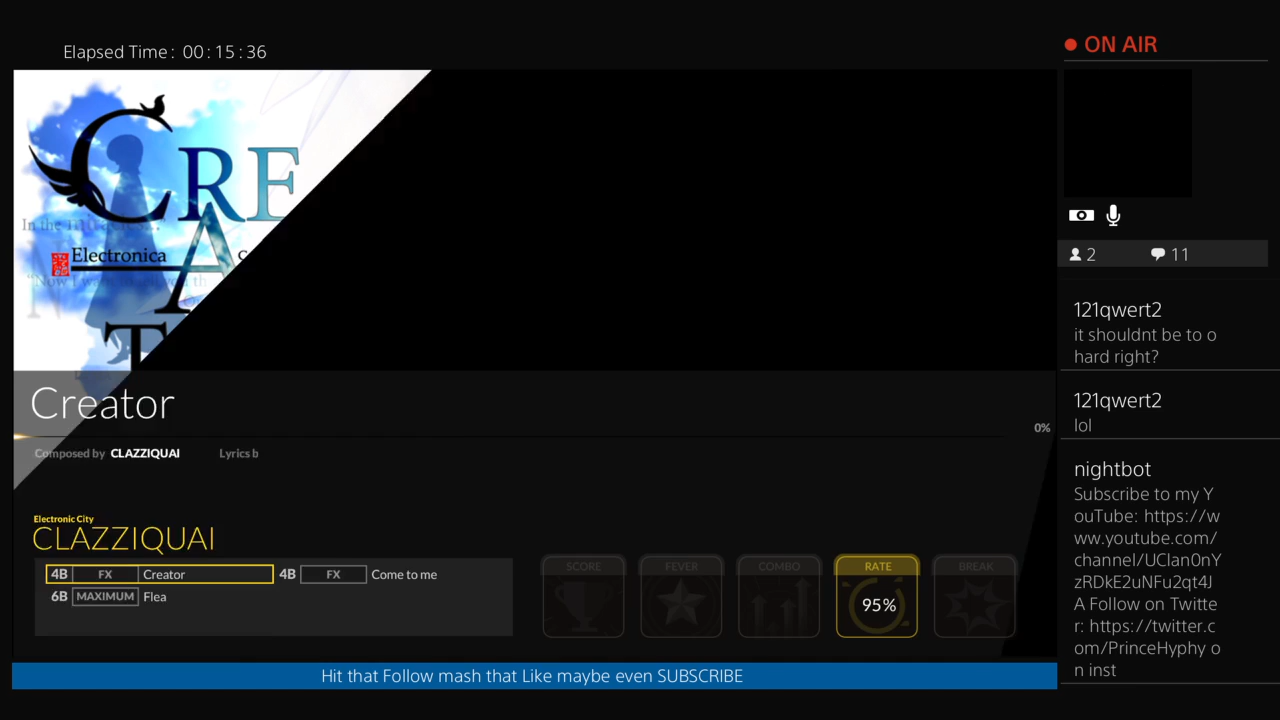 Elapsed Time: 00:15:36
ON AIR
CREAT
Electronica
2
11
121qwert2
it shouldnt be to o
hard right?
121qwert2
lol
nightbot
Subscribe to my Y
ouTube: https://w
ww.youtube.com/
channel/UClan0nY
zRDkE2uNFu2qt4J
A Follow on Twitte
r: https://twitter.c
om/PrinceHyphy o
n inst
Creator
0%
Composed by CLAZZIQUAI Lyrics b
Electronic City
CLAZZIQUAI
4B FX Creator 4B FX Come to me
6B MAXIMUM Flea
SCORE FEVER COMBO RATE BREAK
95%
Hit that Follow mash that Like maybe even SUBSCRIBE